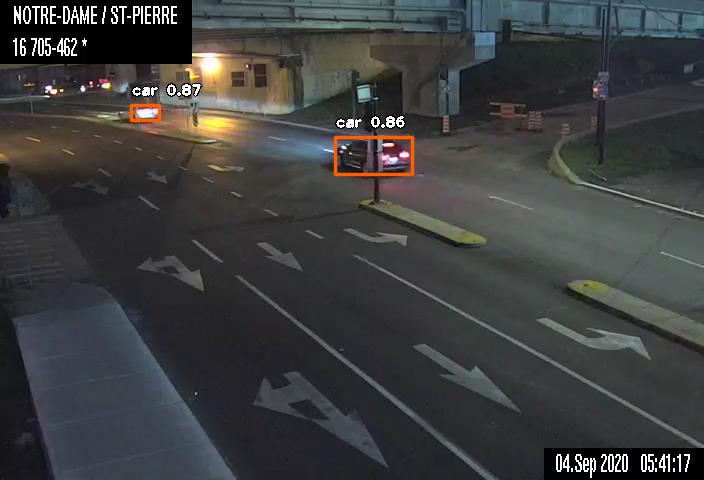 NOTRE-DAME / ST-PIERRE
16 705-462 *
car 0.87
car 0.86
04.Sep 2020 05:41:17